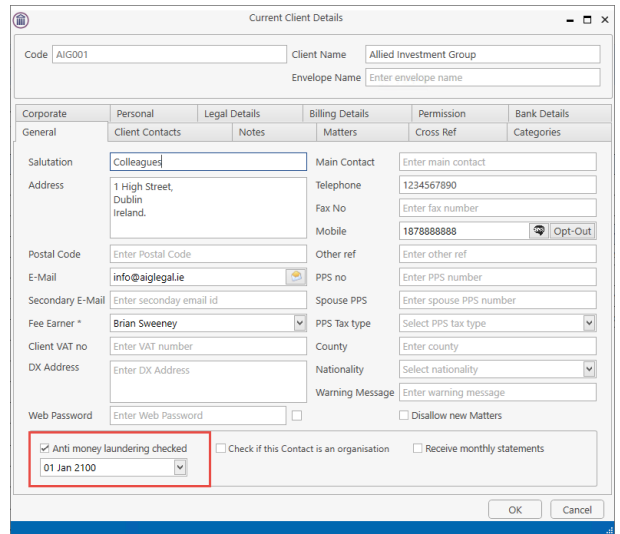 Current Client Details
Code AIG001 Client Name Allied Investment Group
Envelope Name Enter envelope name
Corporate Personal Legal Details Billing Details Permission Bank Details
General Client Contacts Notes Matters Cross Ref Categories
Salutation Colleagues Main Contact Enter main contact
Address 1 High Street, Telephone 1234567890
Dublin
Ireland. Fax No Enter fax number
Mobile 1878888888 Opt-Out
Postal Code Enter Postal Code Other ref Enter other ref
E-Mail info@aiglegal.ie PPS no Enter PPS number
Secondary E-Mail Enter seconday email id Spouse PPS Enter spouse PPS number
Fee Earner * Brian Sweeney PPS Tax type Select PPS tax type
Client VAT no Enter VAT number County Enter county
DX Address Enter DX Address Nationality Select nationality
Warning Message Enter warning message
Web Password Enter Web Password Disallow new Matters
Anti money laundering checked Check if this Contact is an organisation Receive monthly statements
01 Jan 2100
OK Cancel